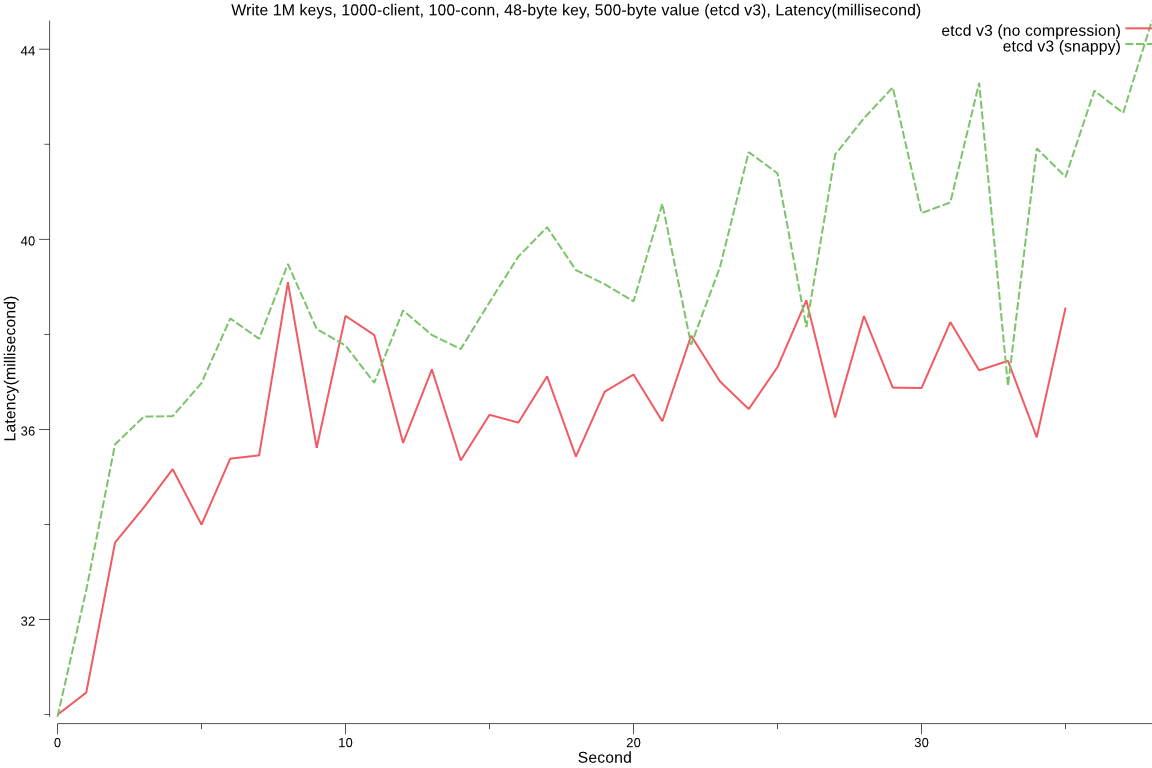 Write 1M keys, 1000-client, 100-conn, 48-byte key, 500-byte value (etcd v3), Latency(millisecond)
etcd v3 (no compression)
etcd v3 (snappy)
44
40
36
32
Latency(millisecond)
0
10
20
30
Second